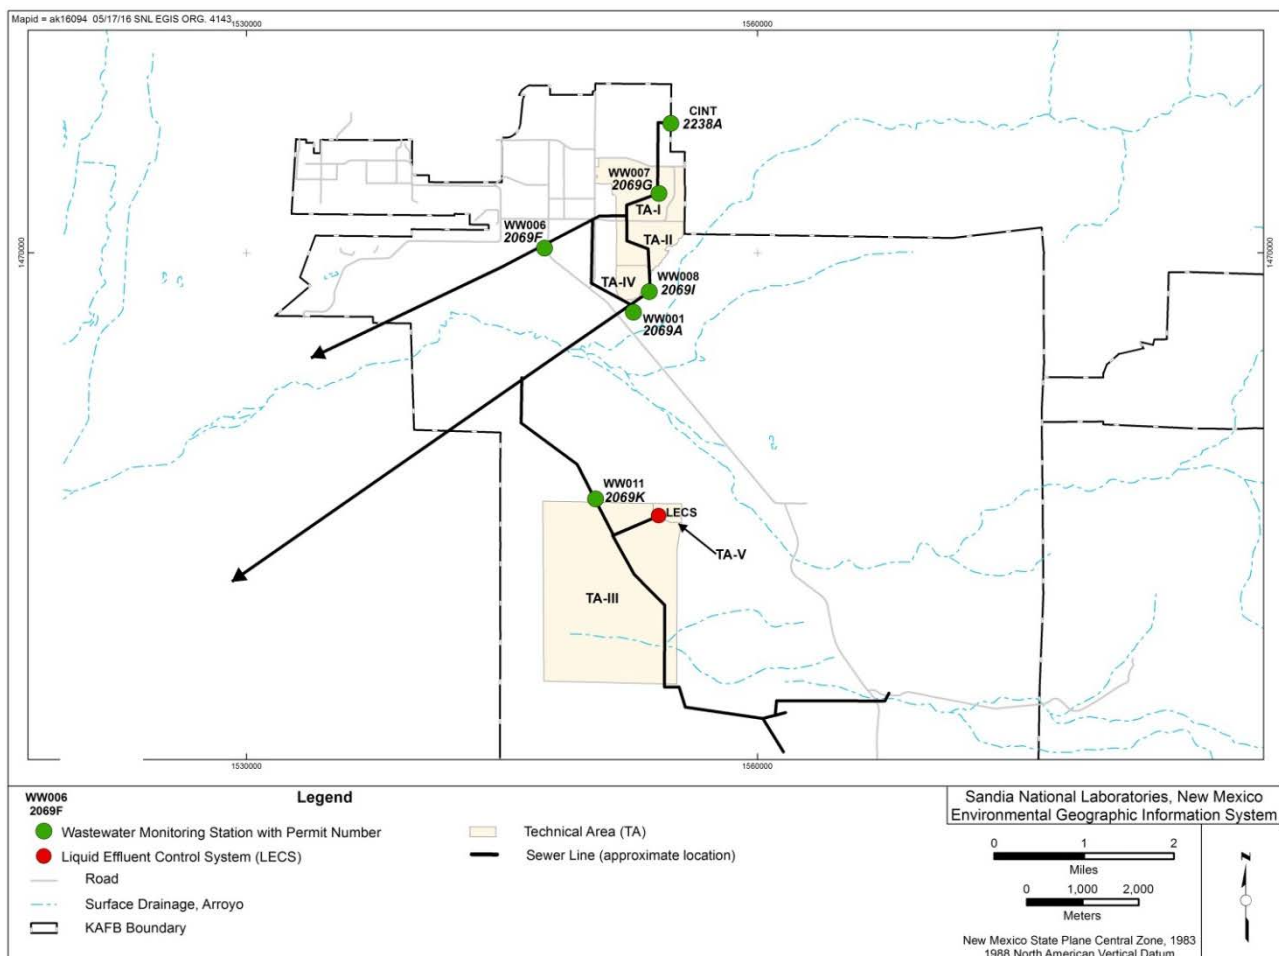 Mapid = ak16094 05/17/16 SNL EGIS ORG. 4143
1530000
1560000
CINT
2238A
WW007
2069G
TA-I
WW006
2069F
TA-II
1470000
1470000
TA-IV
WW008
2069I
WW001
2069A
WW011
2069K
LECS
TA-V
TA-III
1530000
1560000
WW006
2069F
Legend
Wastewater Monitoring Station with Permit Number
Liquid Effluent Control System (LECS)
Road
Surface Drainage, Arroyo
KAFB Boundary
Technical Area (TA)
Sewer Line (approximate location)
Sandia National Laboratories, New Mexico
Environmental Geographic Information System
0 1 2
Miles
0 1,000 2,000
Meters
N
New Mexico State Plane Central Zone, 1983
1988 North American Vertical Datum